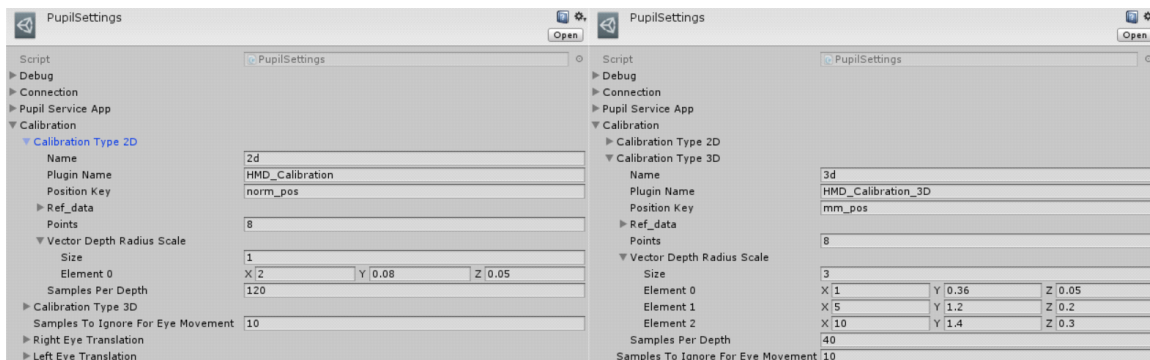 PupilSettings
Open
Script PupilSettings
Debug
Connection
Pupil Service App
Calibration
Calibration Type 2D
Name 2d
Plugin Name HMD_Calibration
Position Key norm_pos
Ref_data
Points 8
Vector Depth Radius Scale
Size 1
Element 0 X 2 Y 0.08 Z 0.05
Samples Per Depth 120
Calibration Type 3D
Samples To Ignore For Eye Movement 10
Right Eye Translation
Left Eye Translation
PupilSettings
Open
Script PupilSettings
Debug
Connection
Pupil Service App
Calibration
Calibration Type 2D
Calibration Type 3D
Name 3d
Plugin Name HMD_Calibration_3D
Position Key mm_pos
Ref_data
Points 8
Vector Depth Radius Scale
Size 3
Element 0 X 1 Y 0.36 Z 0.05
Element 1 X 5 Y 1.2 Z 0.2
Element 2 X 10 Y 1.4 Z 0.3
Samples Per Depth 40
Samples To Ignore For Eye Movement 10